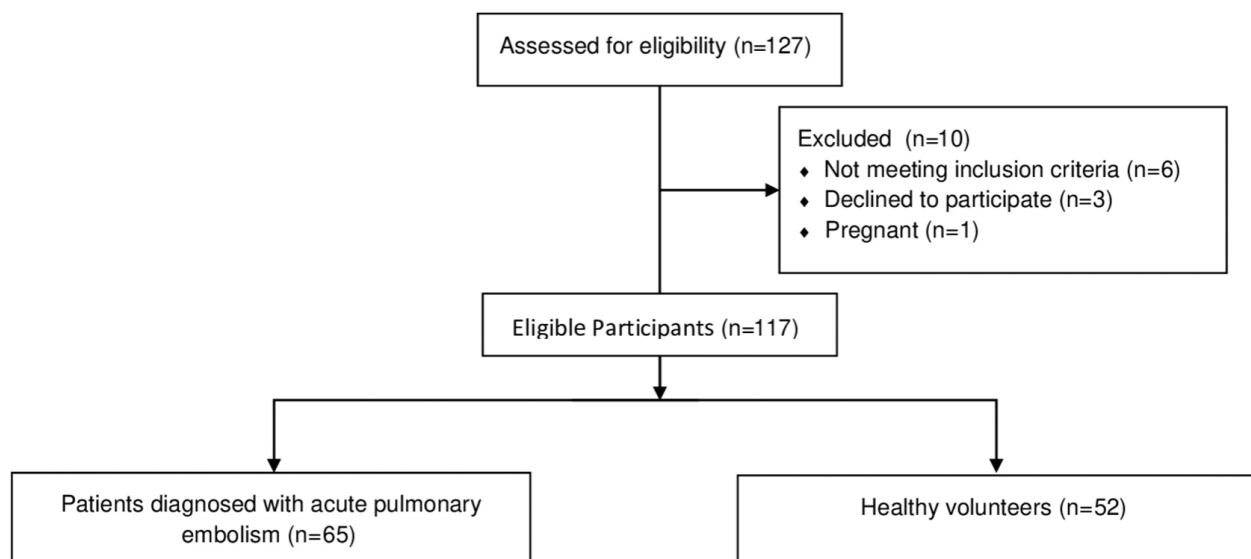 Assessed for eligibility (n=127)
Excluded (n=10)
♦ Not meeting inclusion criteria (n=6)
♦ Declined to participate (n=3)
♦ Pregnant (n=1)
Eligible Participants (n=117)
Patients diagnosed with acute pulmonary
embolism (n=65)
Healthy volunteers (n=52)